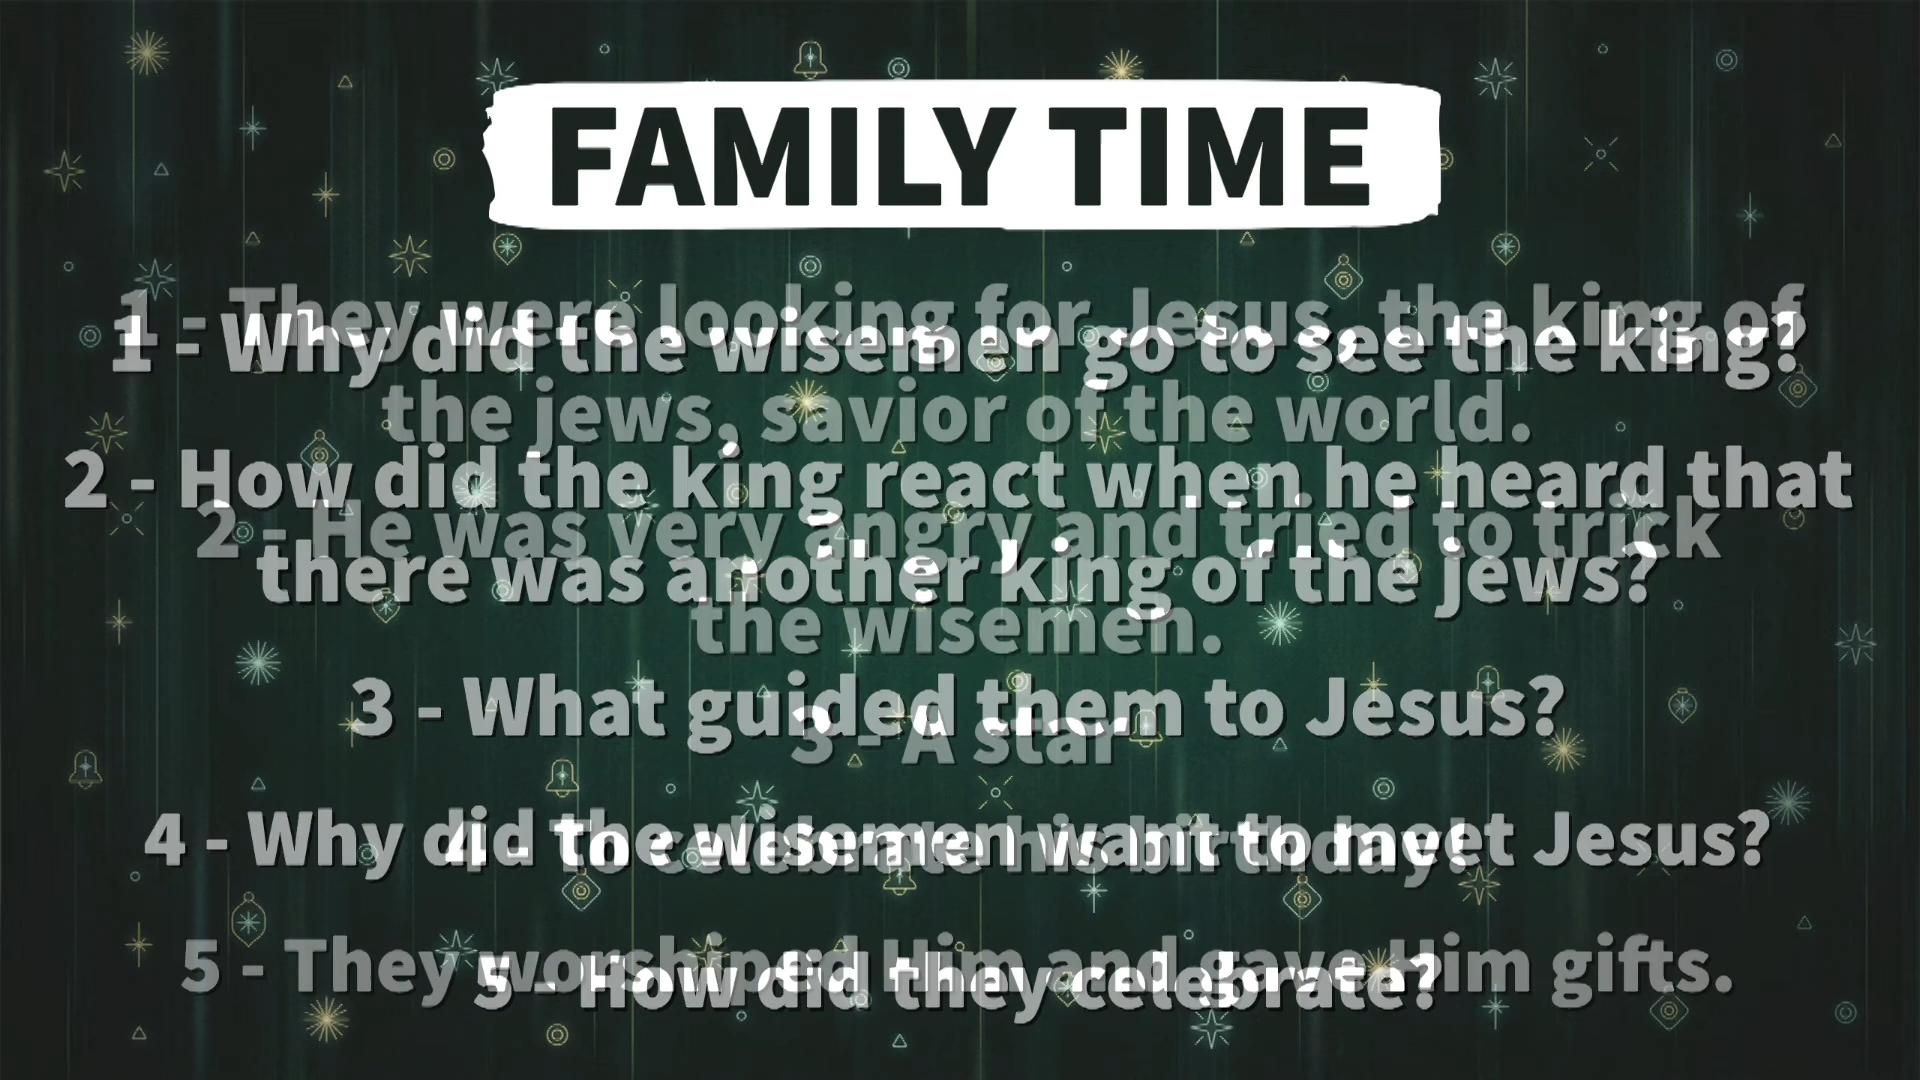 FAMILY TIME
1 - Why did the wisemen go to see the king?
2 - How did the king react when he heard that
there was another king of the jews?
3 - What guided them to Jesus?
4 - Why did the wisemen want to meet Jesus?
5 - How did they celebrate?
1 - They were looking for Jesus, the king of
the jews, savior of the world.
2 - He was very angry and tried to trick
the wisemen.
3 - A star
4 - To celebrate his birthday!
5 - They worshiped Him and gave Him gifts.